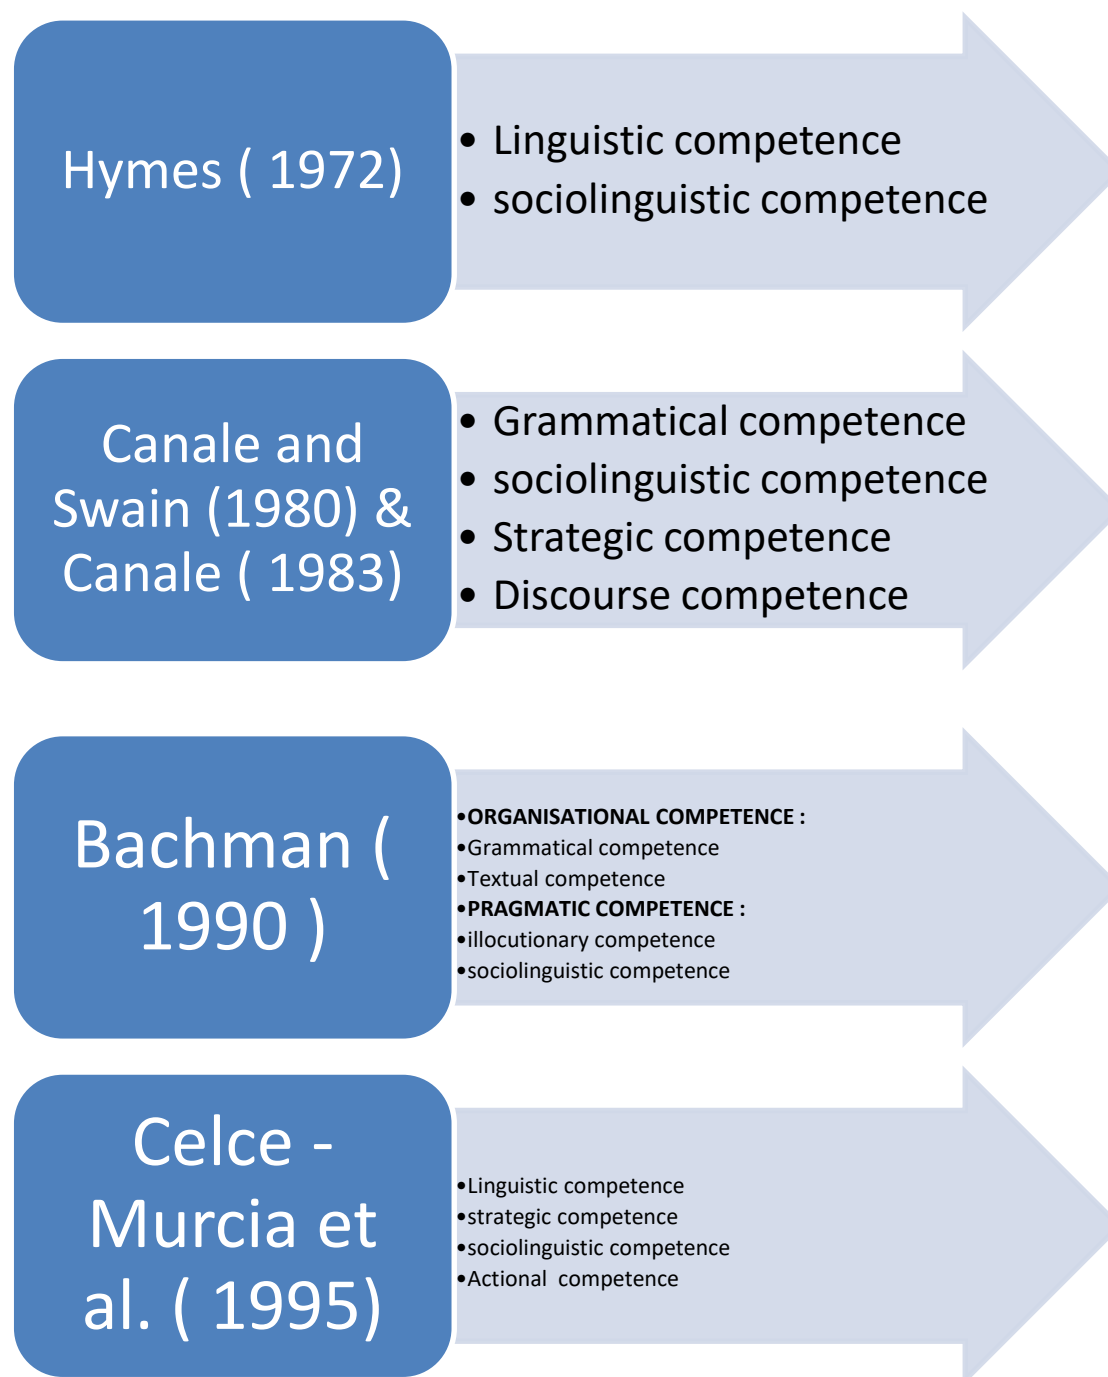 Hymes ( 1972)
• Linguistic competence
• sociolinguistic competence
Canale and
Swain (1980) &
Canale ( 1983)
• Grammatical competence
• sociolinguistic competence
• Strategic competence
• Discourse competence
Bachman (
1990 )
•ORGANISATIONAL COMPETENCE :
•Grammatical competence
•Textual competence
•PRAGMATIC COMPETENCE :
•illocutionary competence
•sociolinguistic competence
Celce -
Murcia et
al. ( 1995)
•Linguistic competence
•strategic competence
•sociolinguistic competence
•Actional  competence